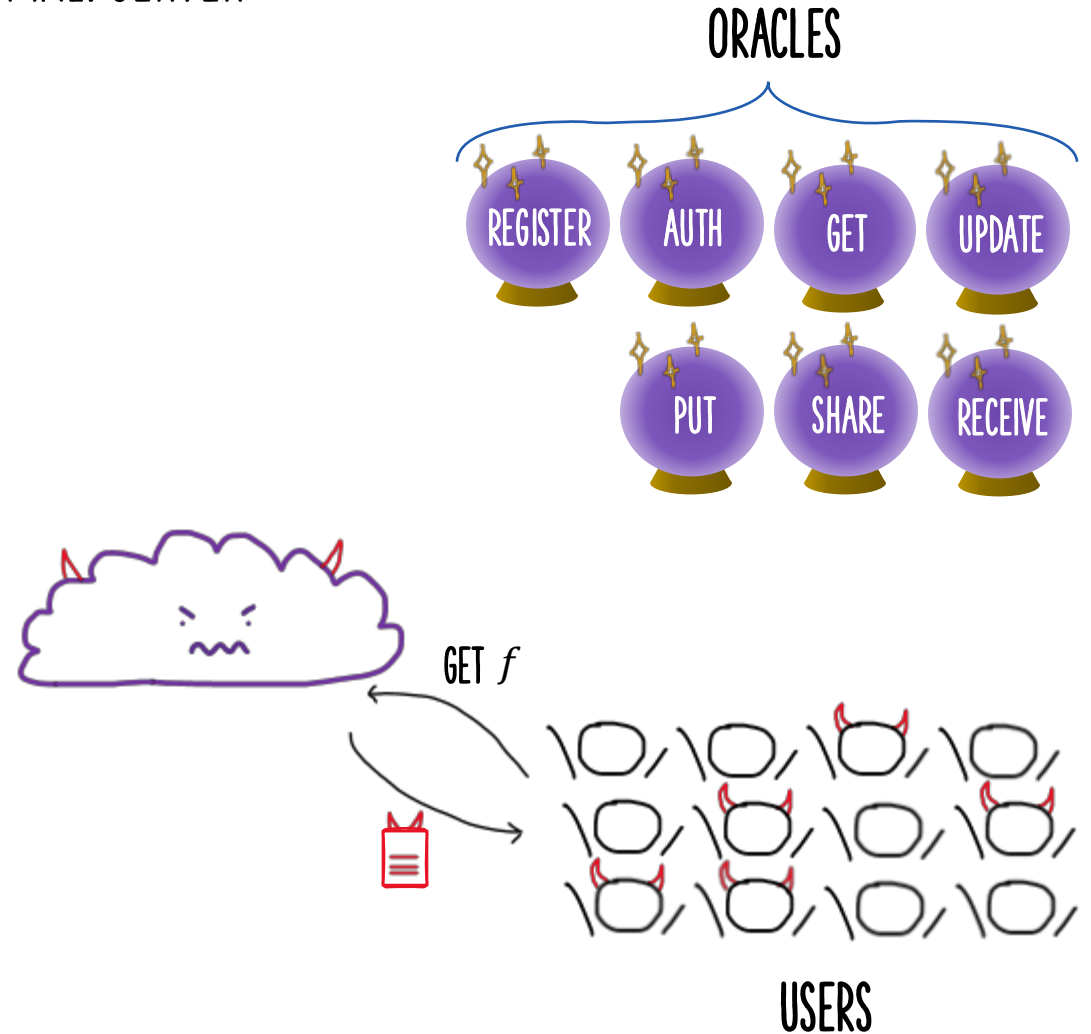 ORACLES
REGISTER AUTH GET UPDATE
PUT SHARE RECEIVE
GET f
USERS